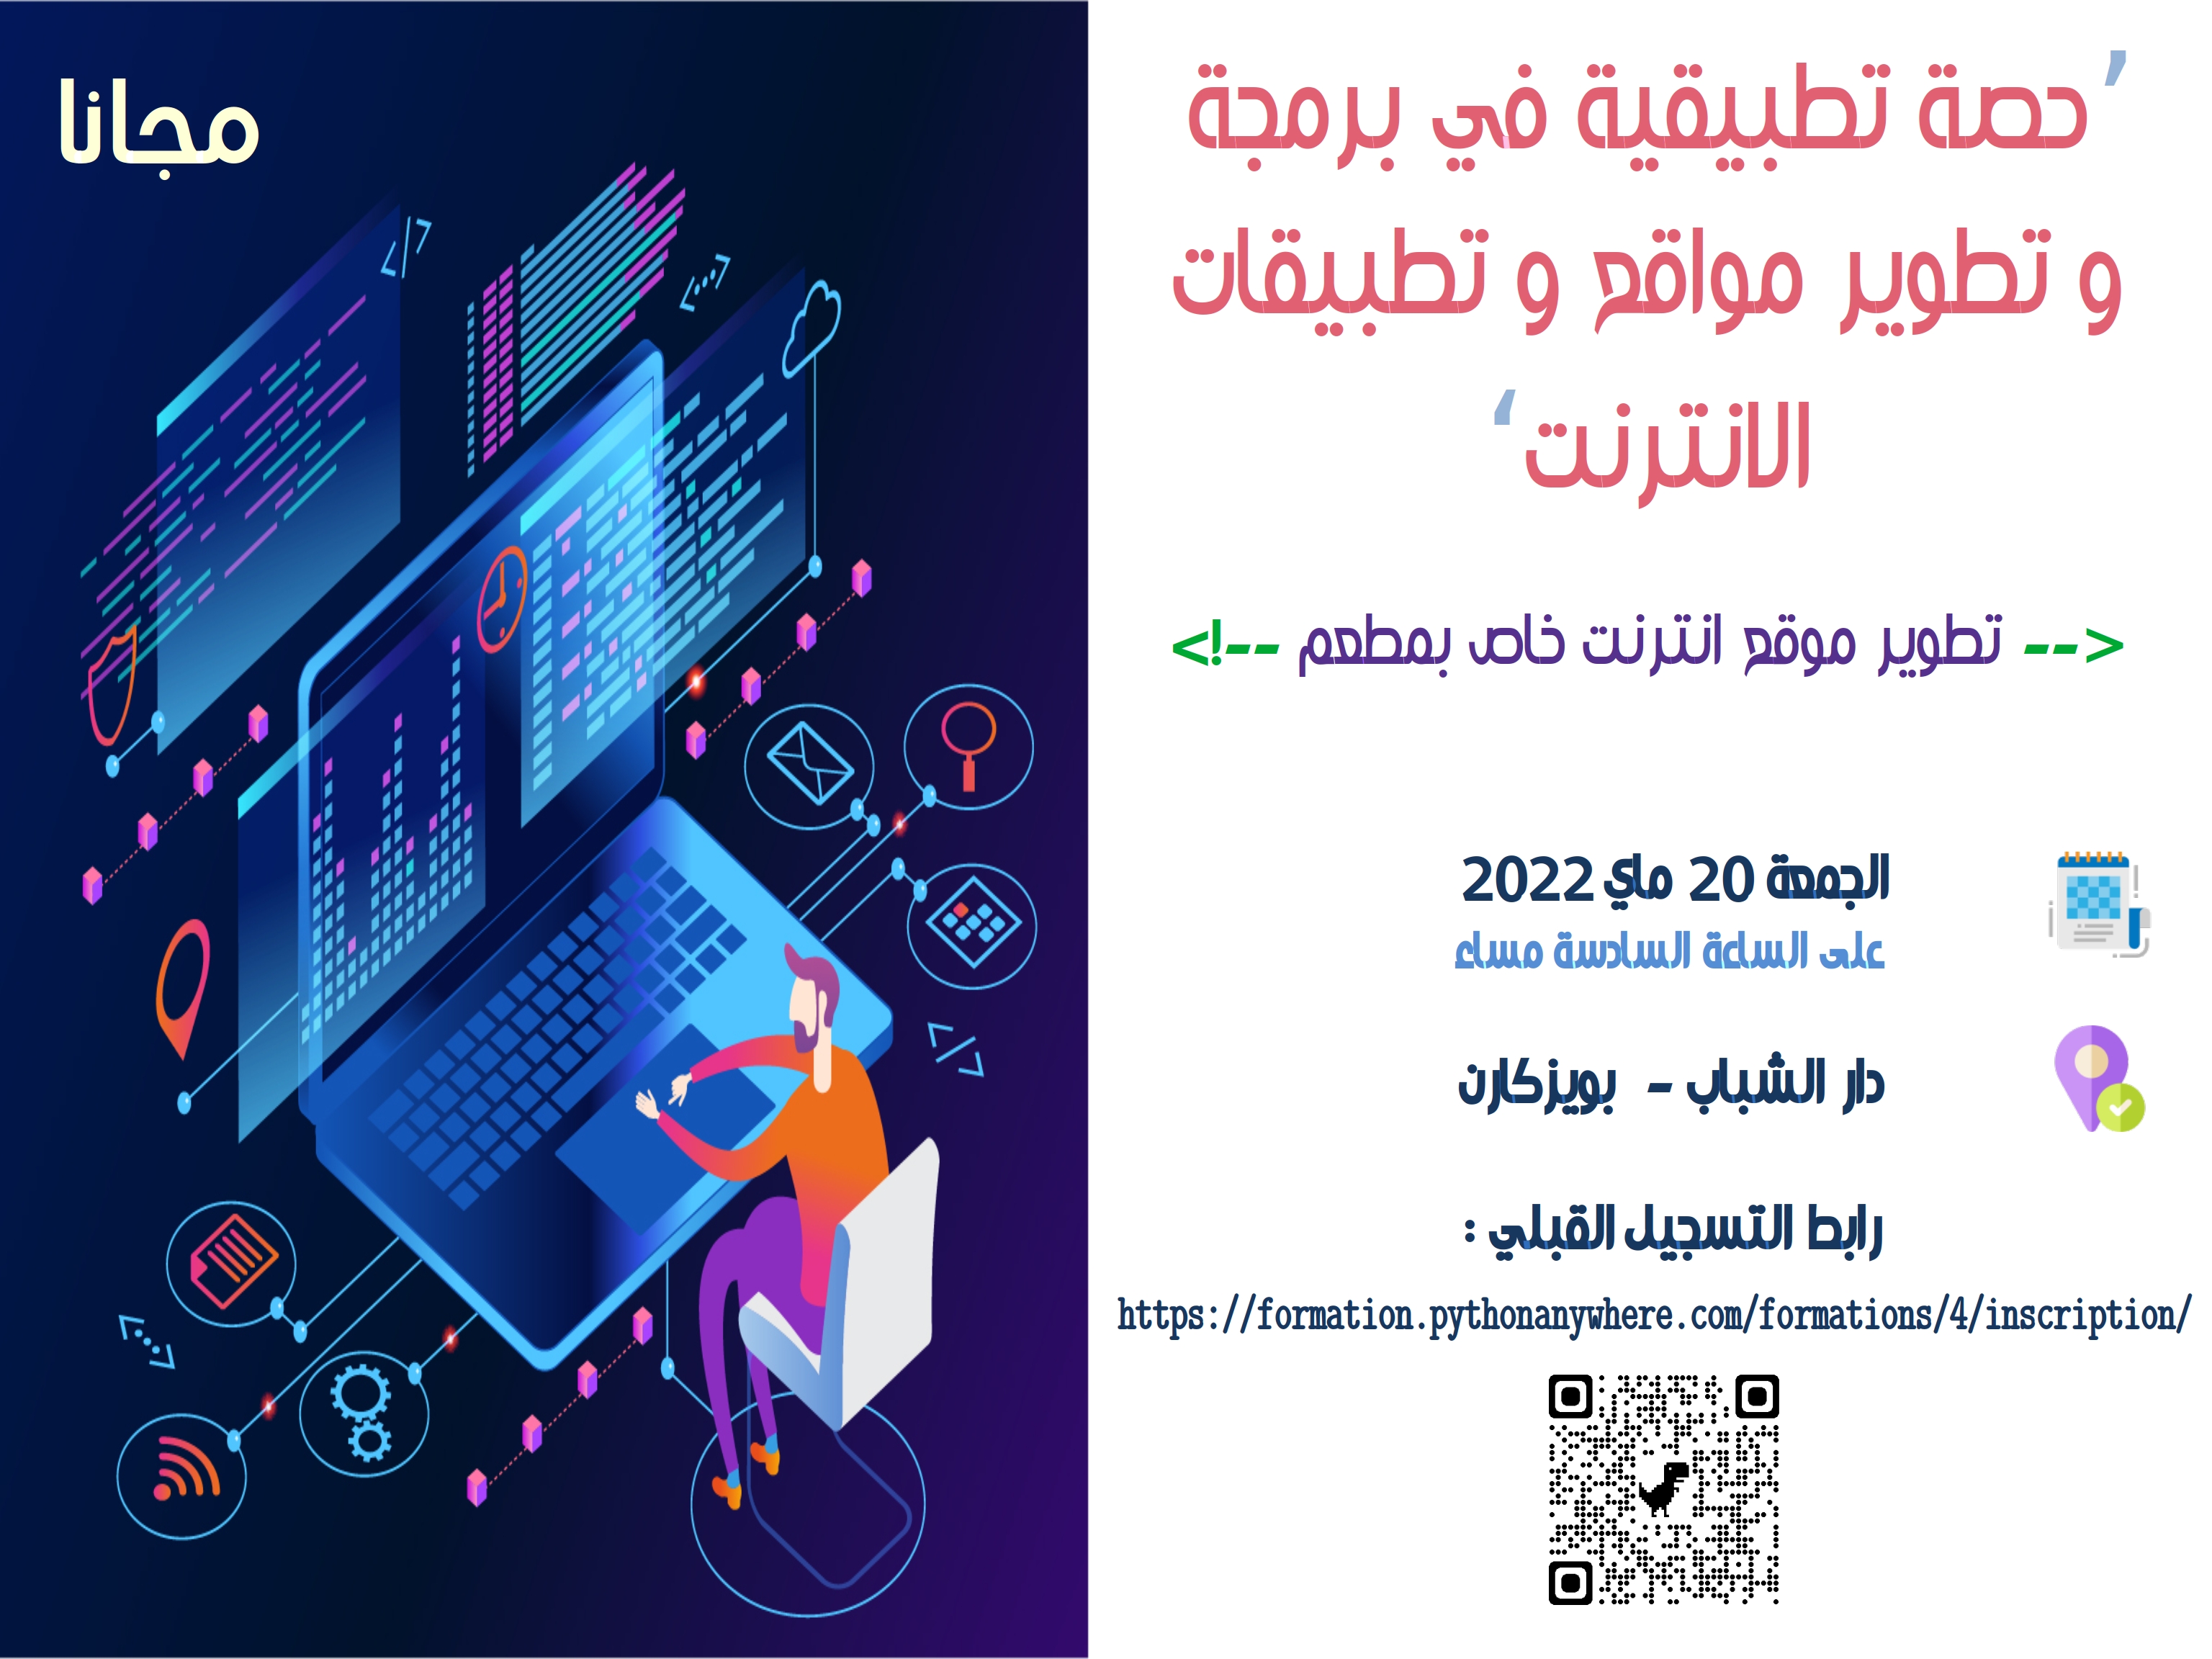 مجانا
’حصة تطبيقية في برمجة
و تطوير مواقع و تطبيقات
الانترنت‘
<!-- تطوير موقع انترنت خاص بمطعم -->
الجمعة 20 ماي 2022
على الساعة السادسة مساء
دار الشباب - بويزكارن
رابط التسجيل القبلي :
https://formation.pythonanywhere.com/formations/4/inscription/